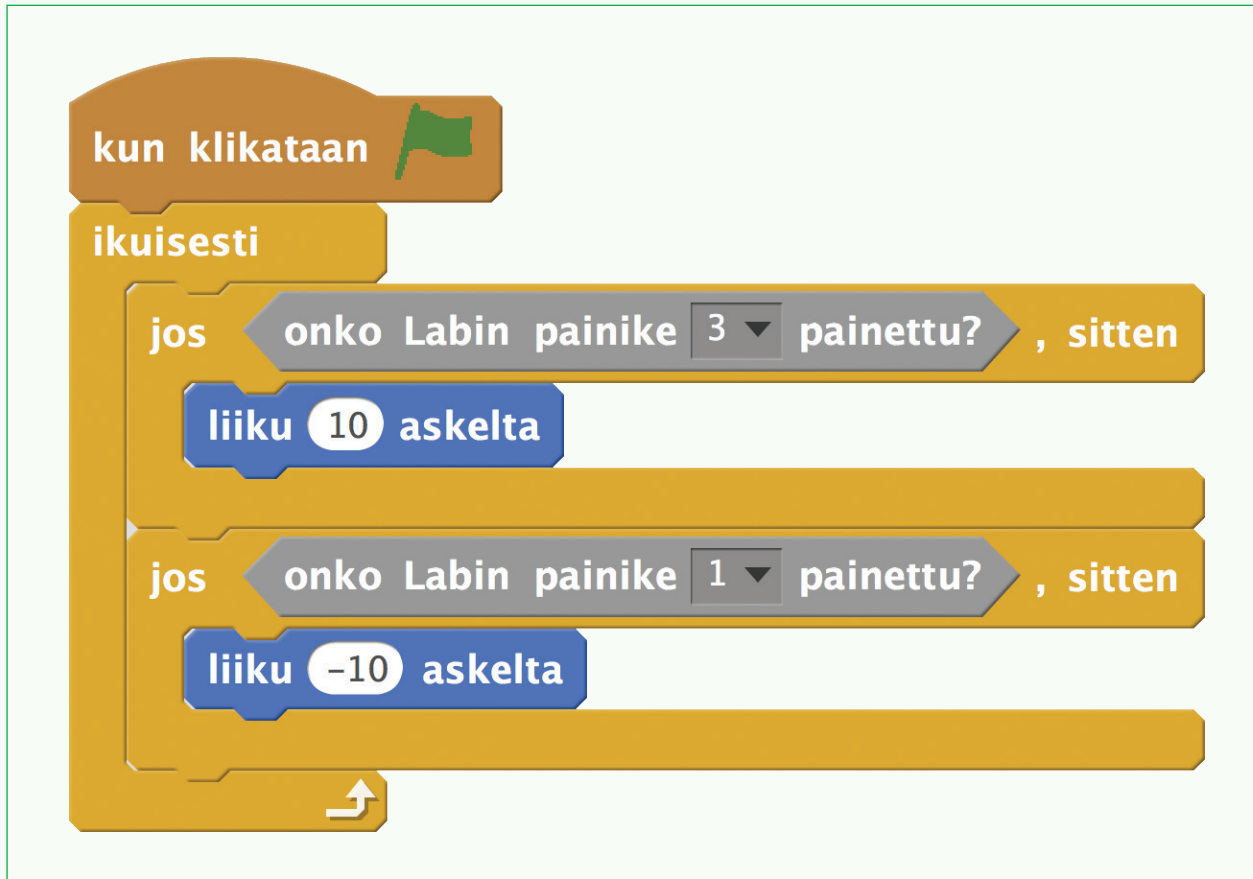 kun klikataan
ikuisesti
jos onko Labin painike 3 painettu? , sitten
liiku 10 askelta
jos onko Labin painike 1 painettu? , sitten
liiku -10 askelta